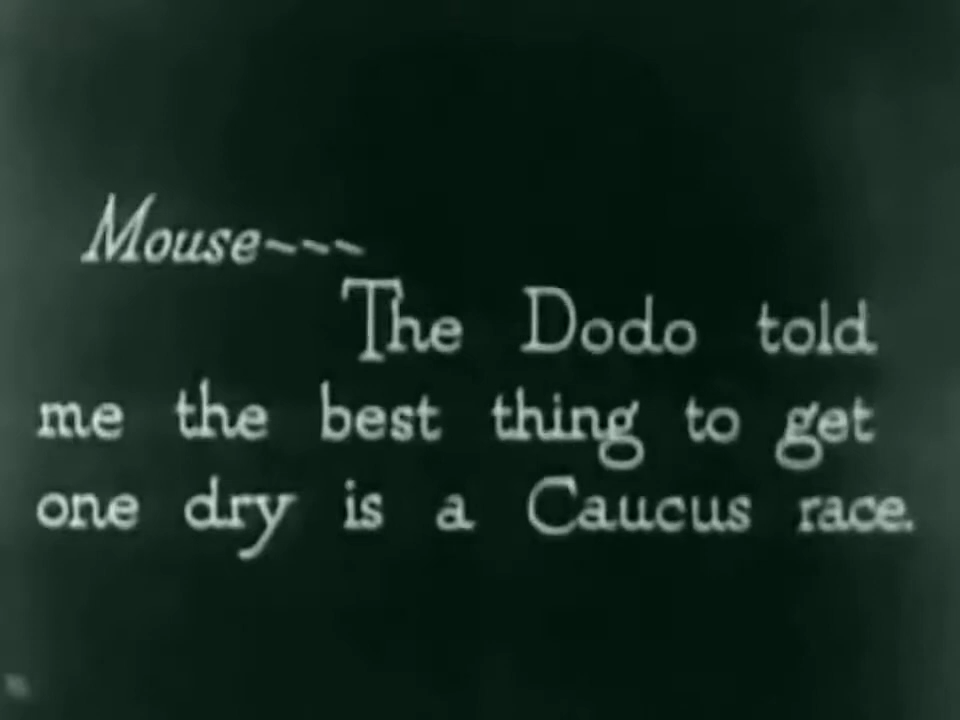 Mouse~~~
The Dodo told
me the best thing to get
one dry is a Caucus race.